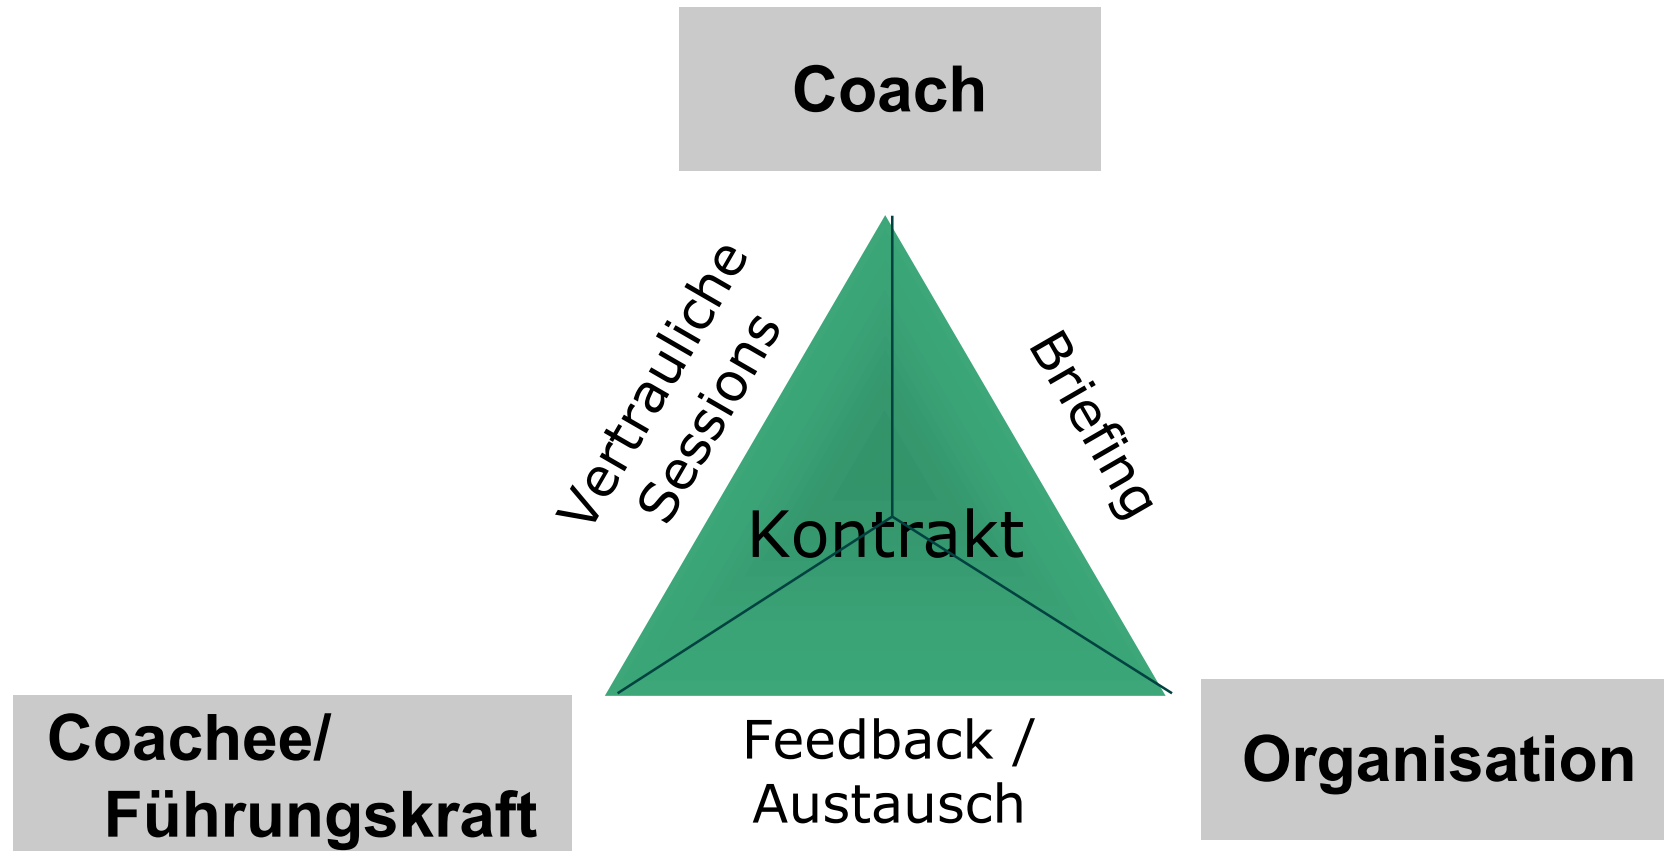 Coach
Vertrauliche
Sessions
Briefing
Kontrakt
Coachee/
Führungskraft
Feedback /
Austausch
Organisation